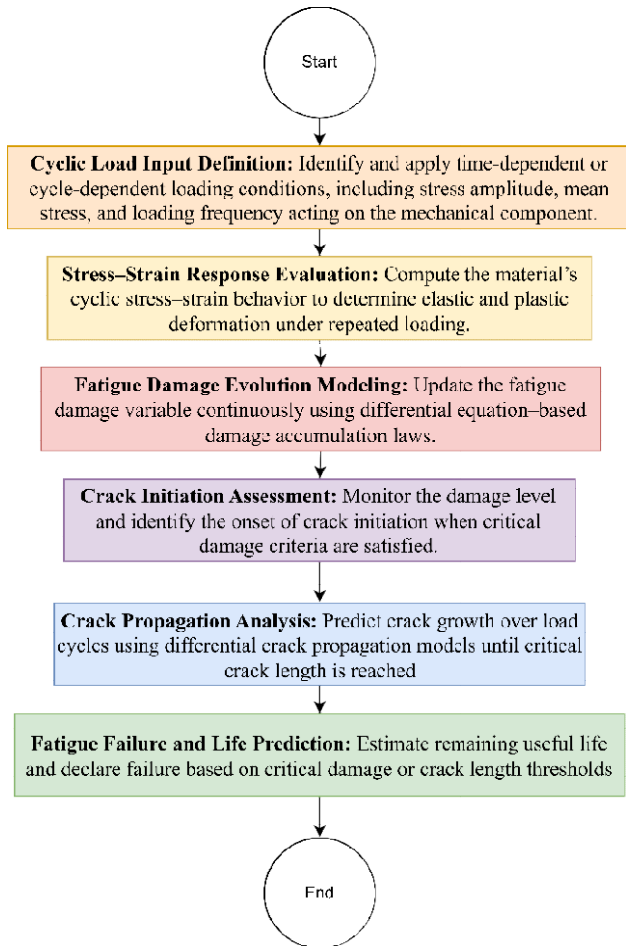 Start
Cyclic Load Input Definition: Identify and apply time-dependent or
cycle-dependent loading conditions, including stress amplitude, mean
stress, and loading frequency acting on the mechanical component.
Stress–Strain Response Evaluation: Compute the material's
cyclic stress–strain behavior to determine elastic and plastic
deformation under repeated loading.
Fatigue Damage Evolution Modeling: Update the fatigue
damage variable continuously using differential equation–based
damage accumulation laws.
Crack Initiation Assessment: Monitor the damage level
and identify the onset of crack initiation when critical
damage criteria are satisfied.
Crack Propagation Analysis: Predict crack growth over load
cycles using differential crack propagation models until critical
crack length is reached
Fatigue Failure and Life Prediction: Estimate remaining useful life
and declare failure based on critical damage or crack length thresholds
End